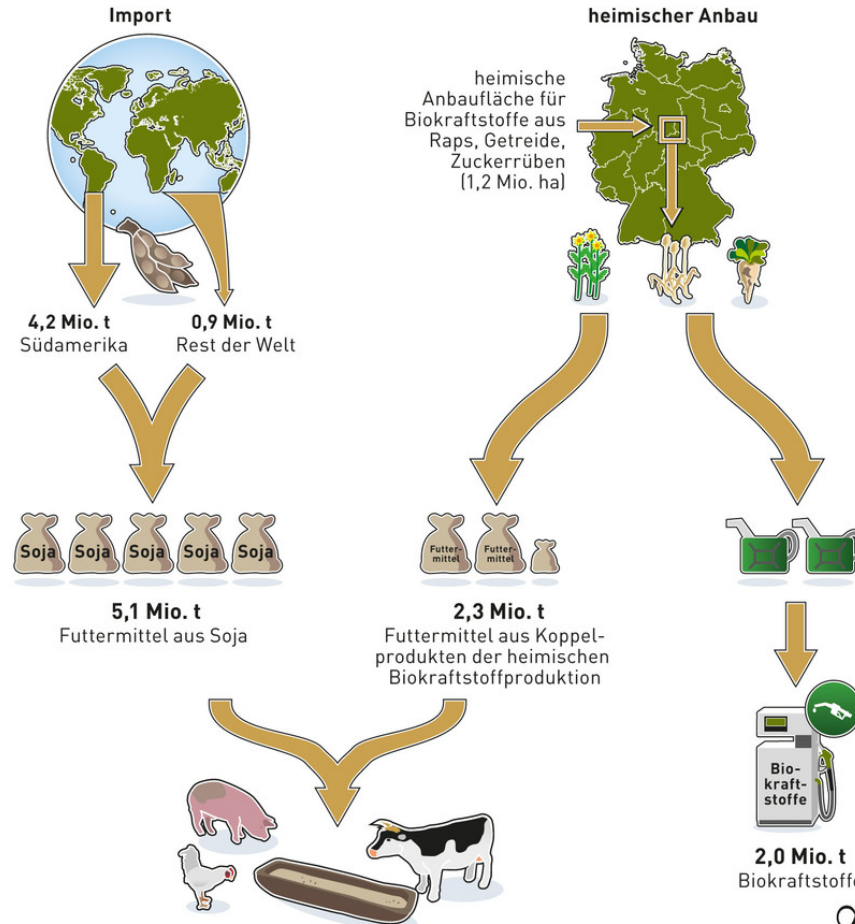 Import
4,2 Mio. t
Südamerika
0,9 Mio. t
Rest der Welt
Soja
Soja
Soja
Soja
Soja
5,1 Mio. t
Futtermittel aus Soja
heimischer Anbau
heimische
Anbaufläche für
Biokraftstoffe aus
Raps, Getreide,
Zuckerrüben
(1,2 Mio. ha)
Futter-
mittel
Futter-
mittel
2,3 Mio. t
Futtermittel aus Koppel-
produkten der heimischen
Biokraftstoffproduktion
Bio-
kraft-
stoffe
2,0 Mio. t
Biokraftstoffe